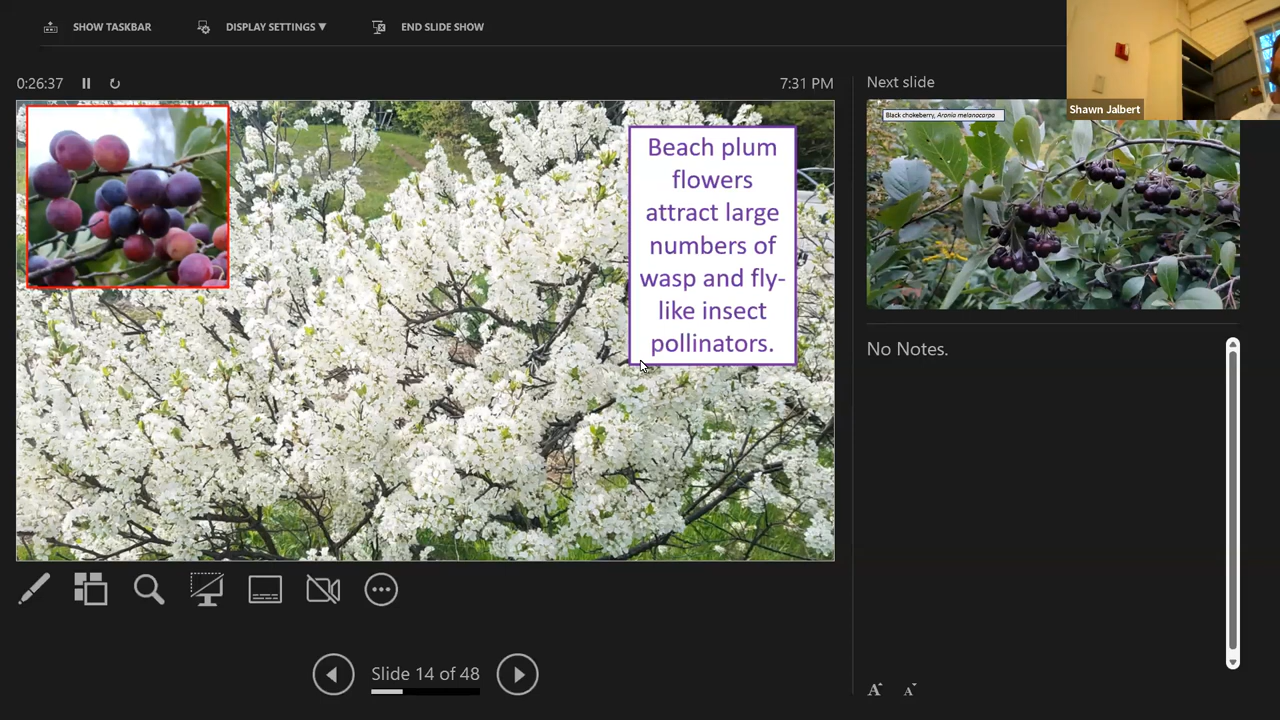 SHOW TASKBAR
DISPLAY SETTINGS ▼
END SLIDE SHOW
0:26:37
7:31 PM
Beach plum
flowers
attract large
numbers of
wasp and fly-
like insect
pollinators.
Slide 14 of 48
Next slide
Black chokeberry, Aronia melanocarpa
No Notes.
A A
Shawn Jalbert